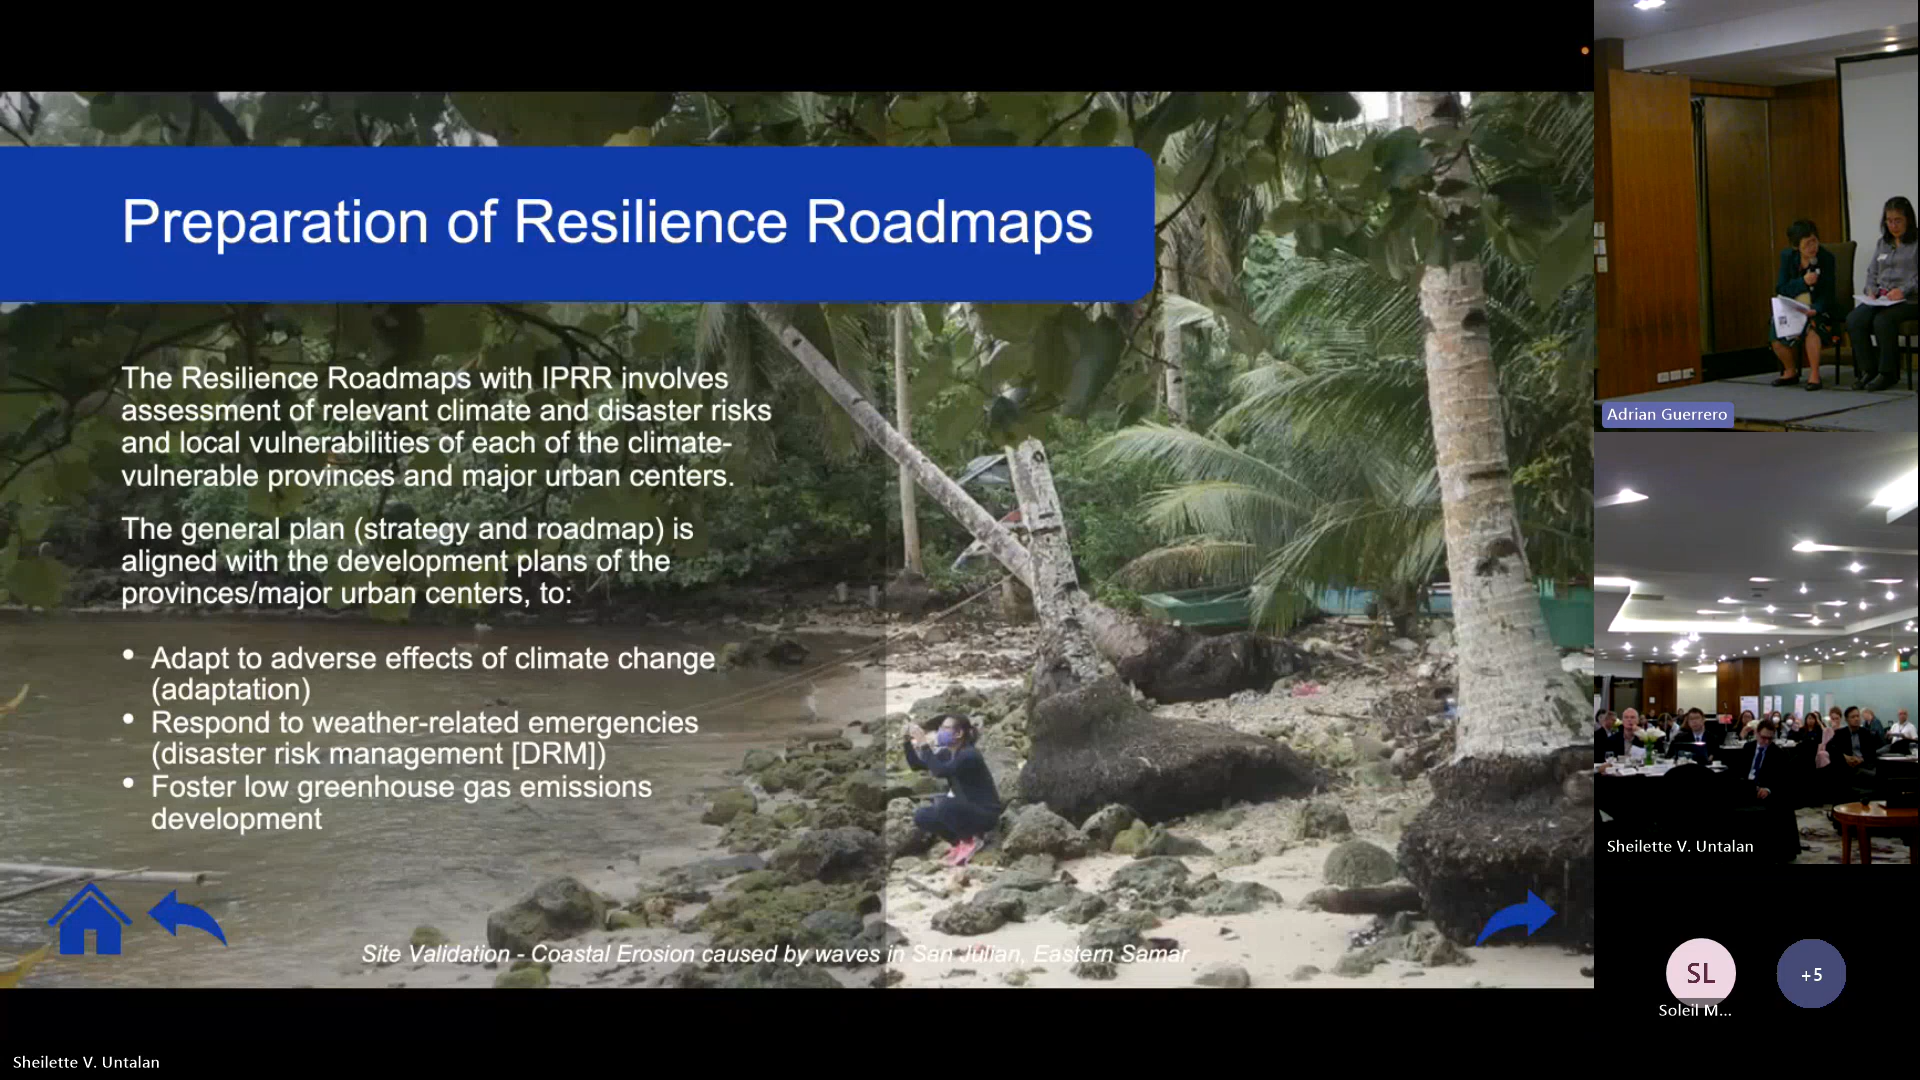 Preparation of Resilience Roadmaps
The Resilience Roadmaps with IPRR involves
assessment of relevant climate and disaster risks
and local vulnerabilities of each of the climate-
vulnerable provinces and major urban centers.
The general plan (strategy and roadmap) is
aligned with the development plans of the
provinces/major urban centers, to:
• Adapt to adverse effects of climate change
(adaptation)
• Respond to weather-related emergencies
(disaster risk management [DRM])
• Foster low greenhouse gas emissions
development
Site Validation - Coastal Erosion caused by waves in San Julian, Eastern Samar
Sheilette V. Untalan
Adrian Guerrero
Sheilette V. Untalan
SL
Soleil M...
+5